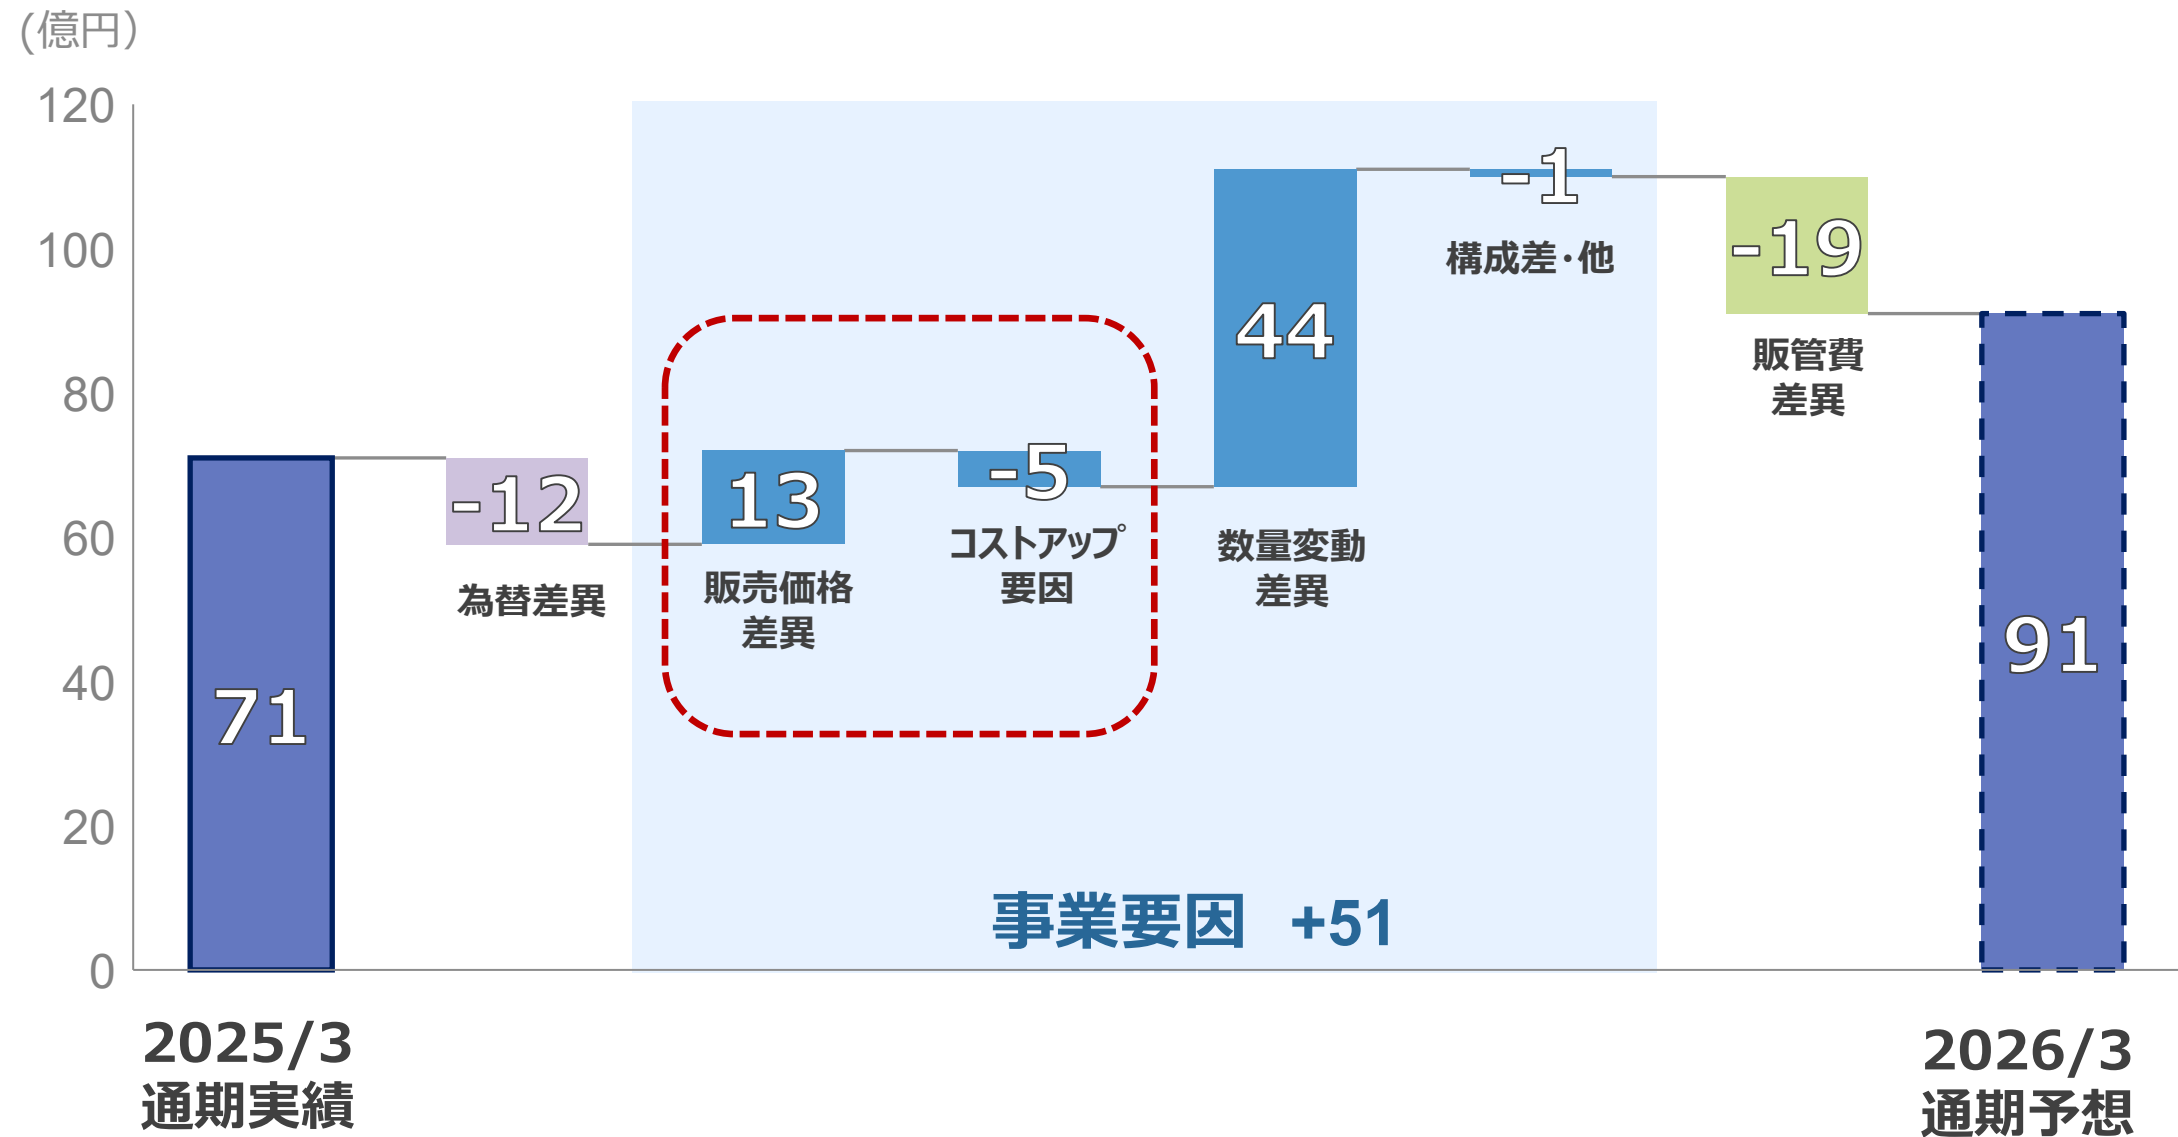 (億円）
120
100
80
60
40
20
0
71
-12
為替差異
13
販売価格
差異
-5
コストアップ
要因
44
数量変動
差異
-1
構成差･他
-19
販管費
差異
91
事業要因 +51
2025/3
通期実績
2026/3
通期予想